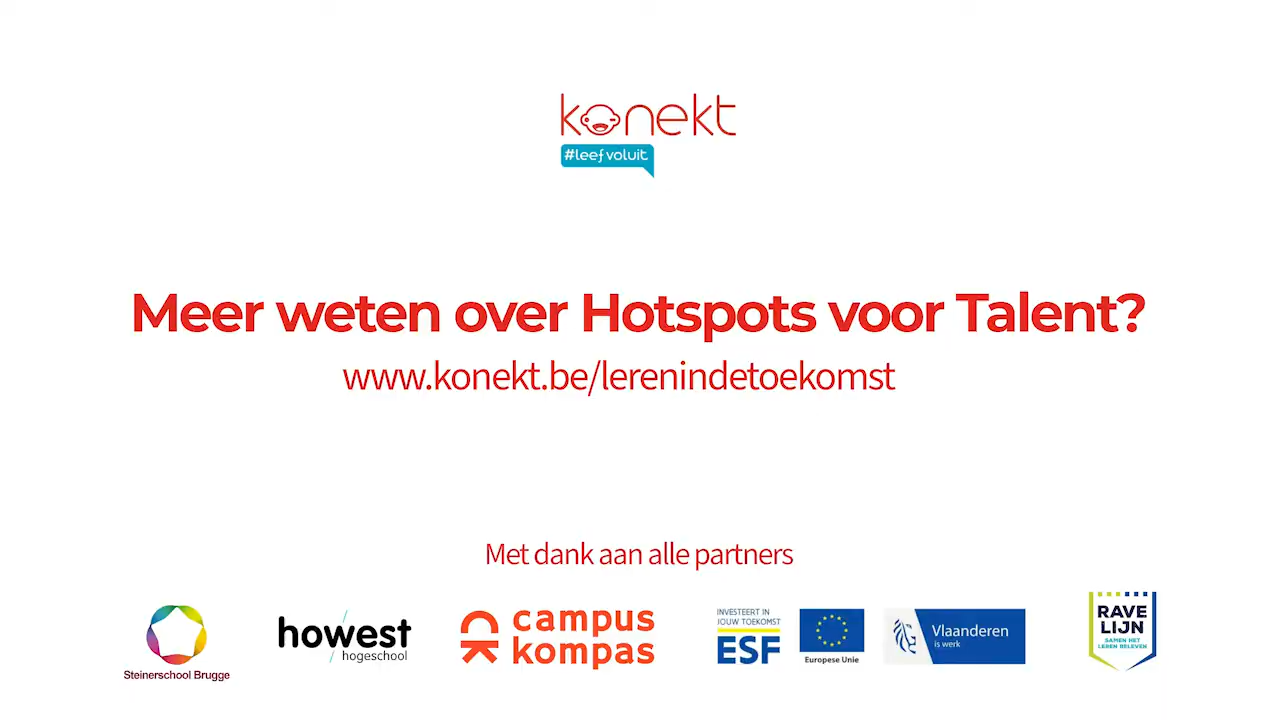 konekt
#leef voluit
Meer weten over Hotspots voor Talent?
www.konekt.be/lerenindetoekomst
Met dank aan alle partners
Steinerschool Brugge
howest
hogeschool
campus
kompas
INVESTEERT IN
JOUW TOEKOMST
ESF
Europese Unie
Vlaanderen
is werk
RAVE
LIJN
SAMEN HET
LEREN BELEVEN